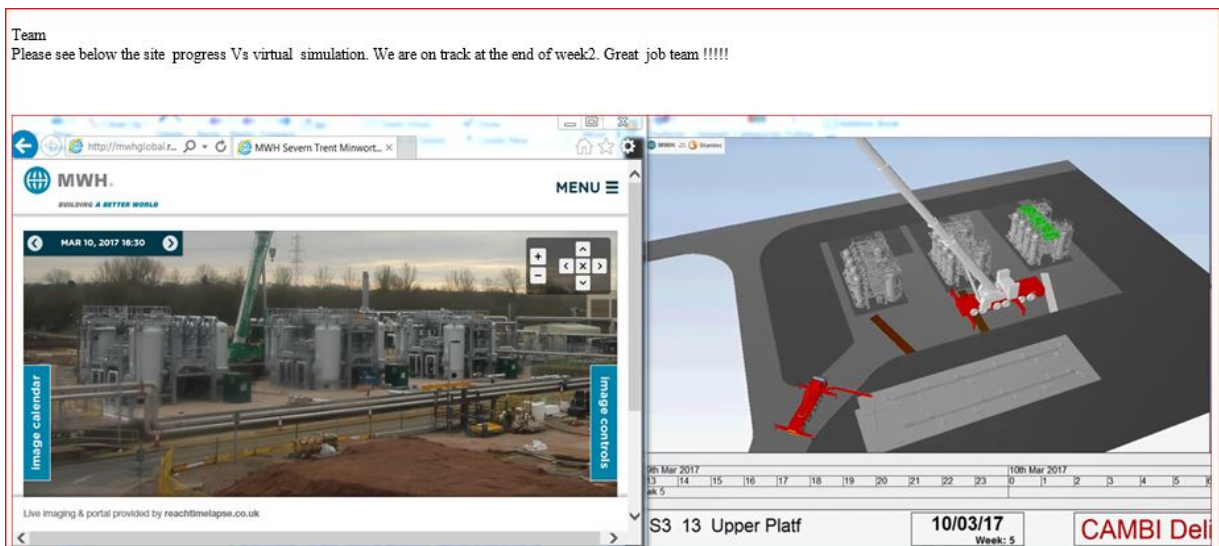 Team
Please see below the site progress Vs virtual simulation. We are on track at the end of week2. Great job team !!!!!
http://mwhglobal.r...
MWH Severn Trent Minwort...
MWH.
BUILDING A BETTER WORLD
MENU
MAR 10, 2017 16:30
image calendar
image controls
Live imaging & portal provided by reachtimelapse.co.uk
MWH
Stantec
9th Mar 2017
10th Mar 2017
13 14 15 16 17 18 19 20 21 22 23 0 1 2 3 4 5 6
wk 5
S3 13 Upper Platf
10/03/17
Week: 5
CAMBI Deli